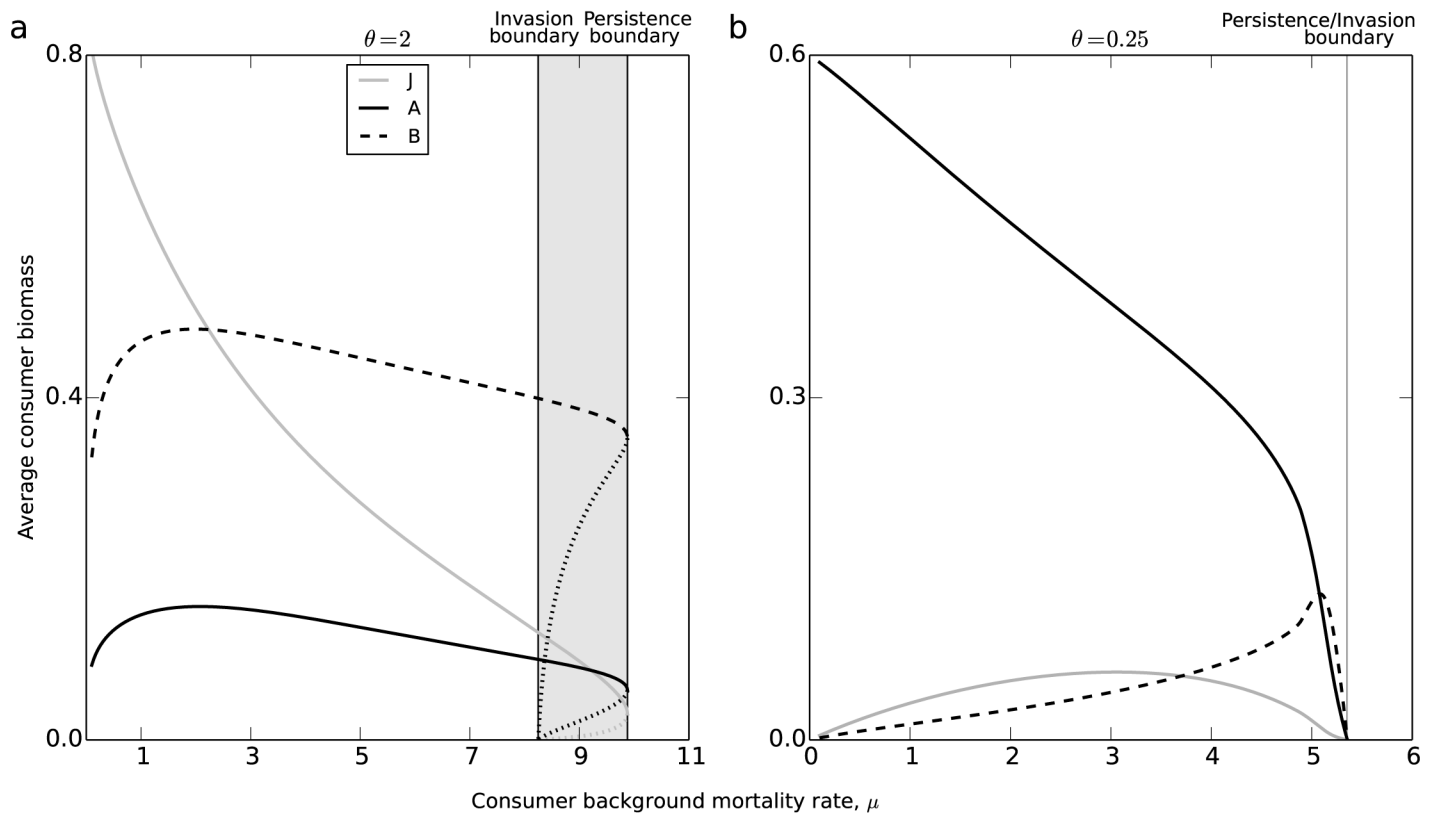 a
θ=2
Invasion boundary
Persistence boundary
0.8
0.4
0.0
J
A
B
1 3 5 7 9 11
Average consumer biomass
b
θ=0.25
Persistence/Invasion
boundary
0.6
0.3
0.0
0 1 2 3 4 5 6
Consumer background mortality rate, μ